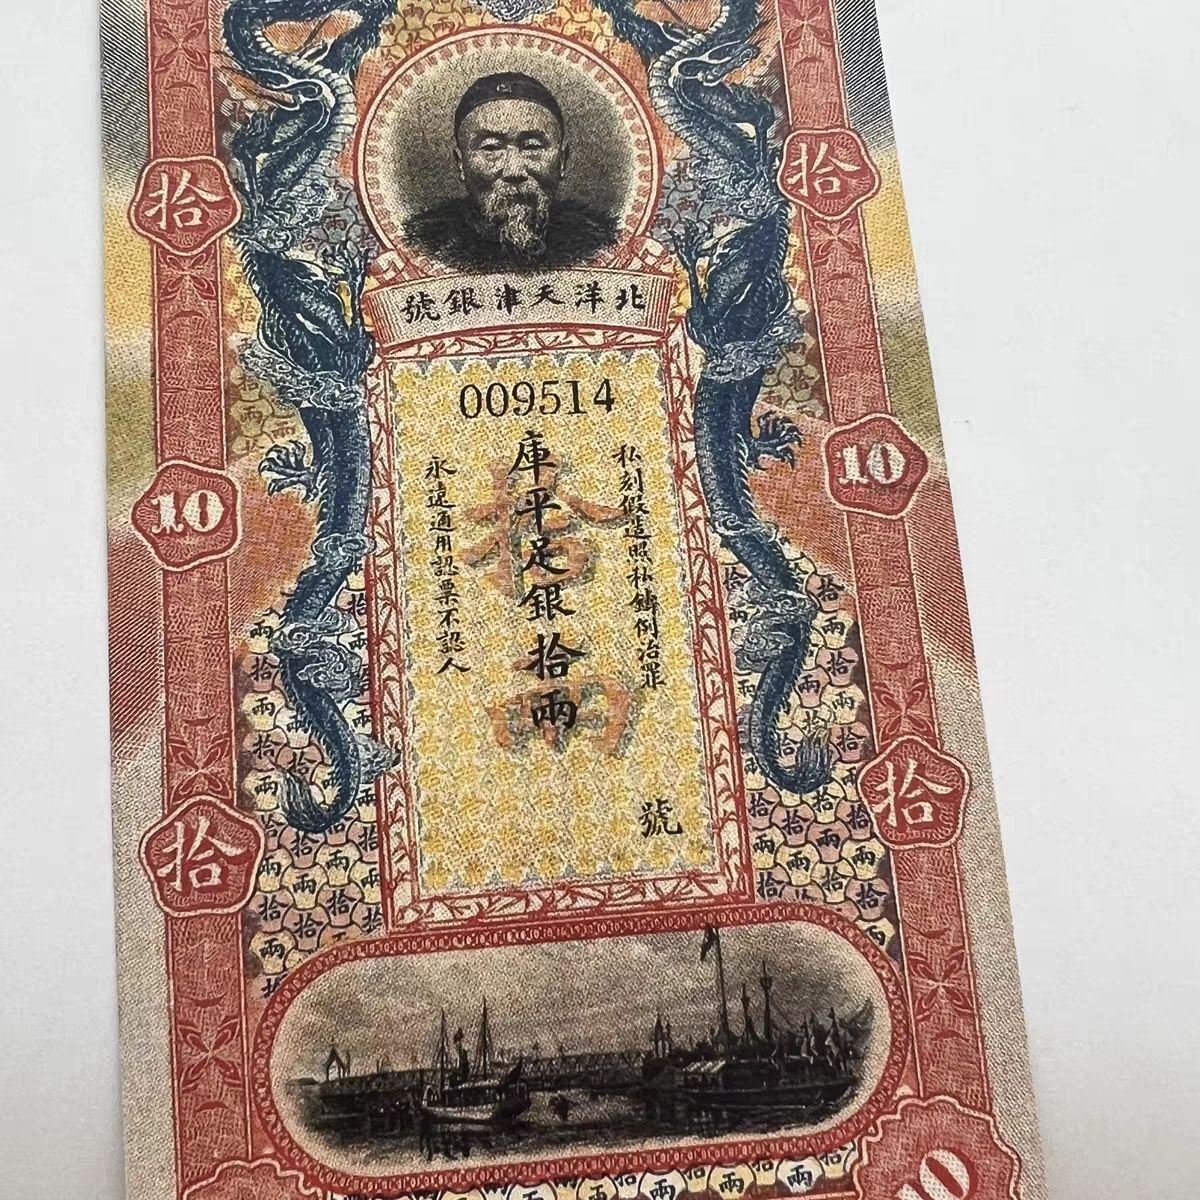 拾
拾
北洋天津銀號
009514
10
10
私刻假造照私鑄例治罪
庫平足銀拾兩
永遠通用認票不認人
拾兩
號
拾
拾